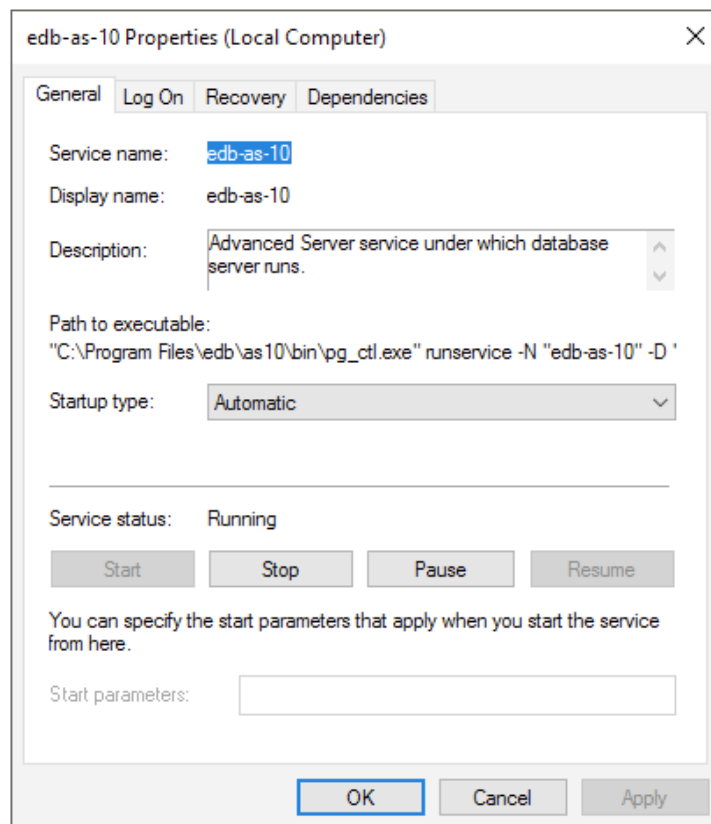 edb-as-10 Properties (Local Computer)
General Log On Recovery Dependencies
Service name: edb-as-10
Display name: edb-as-10
Description: Advanced Server service under which database
server runs.
Path to executable:
"C:\Program Files\edb\as10\bin\pg_ctl.exe" runservice -N "edb-as-10" -D "
Startup type: Automatic
Service status: Running
Start Stop Pause Resume
You can specify the start parameters that apply when you start the service
from here.
Start parameters:
OK Cancel Apply